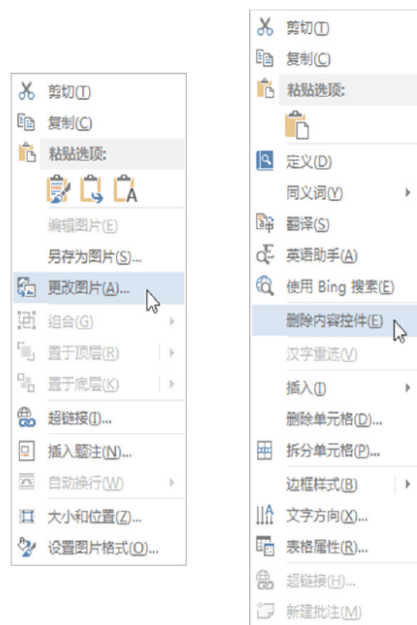 剪切(T)
复制(C)
粘贴选项:
编辑图片(E)
另存为图片(S)...
更改图片(A)...
组合(G)
置于顶层(R)
置于底层(K)
超链接(I)...
插入题注(N)...
自动换行(W)
大小和位置(Z)...
设置图片格式(O)...
剪切(T)
复制(C)
粘贴选项:
定义(D)
同义词(Y)
翻译(S)
英语助手(A)
使用 Bing 搜索(E)
删除内容控件(E)
汉字重选(V)
插入(I)
删除单元格(D)...
拆分单元格(P)...
边框样式(B)
文字方向(X)...
表格属性(R)...
超链接(H)...
新建批注(M)